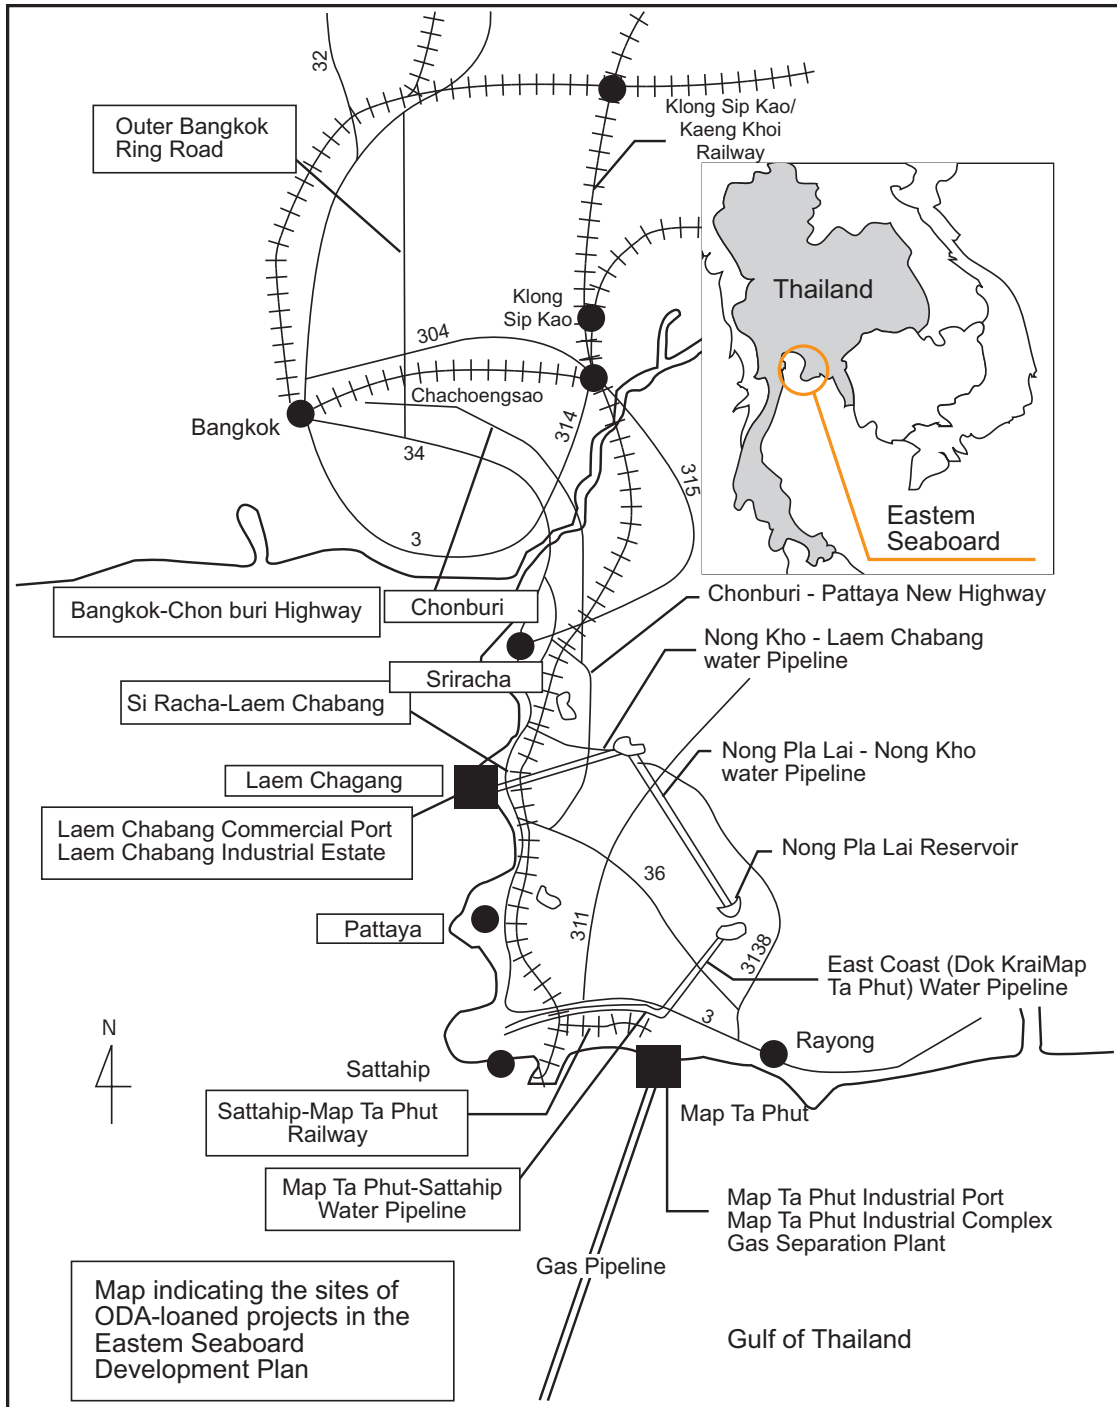 32
Outer Bangkok
Ring Road
Klong Sip Kao/
Kaeng Khoi
Railway
Thailand
Klong
Sip Kao
304
Chachoengsao
Bangkok
314
34
315
3
Eastem
Seaboard
Bangkok-Chon buri Highway
Chonburi
Chonburi - Pattaya New Highway
Nong Kho - Laem Chabang
water Pipeline
Sriracha
Si Racha-Laem Chabang
Nong Pla Lai - Nong Kho
water Pipeline
Laem Chagang
Laem Chabang Commercial Port
Laem Chabang Industrial Estate
Nong Pla Lai Reservoir
36
311
Pattaya
3138
East Coast (Dok KraiMap
Ta Phut) Water Pipeline
3
N
Rayong
Sattahip
Map Ta Phut
Sattahip-Map Ta Phut
Railway
Map Ta Phut-Sattahip
Water Pipeline
Map Ta Phut Industrial Port
Map Ta Phut Industrial Complex
Gas Separation Plant
Gas Pipeline
Map indicating the sites of
ODA-loaned projects in the
Eastem Seaboard
Development Plan
Gulf of Thailand